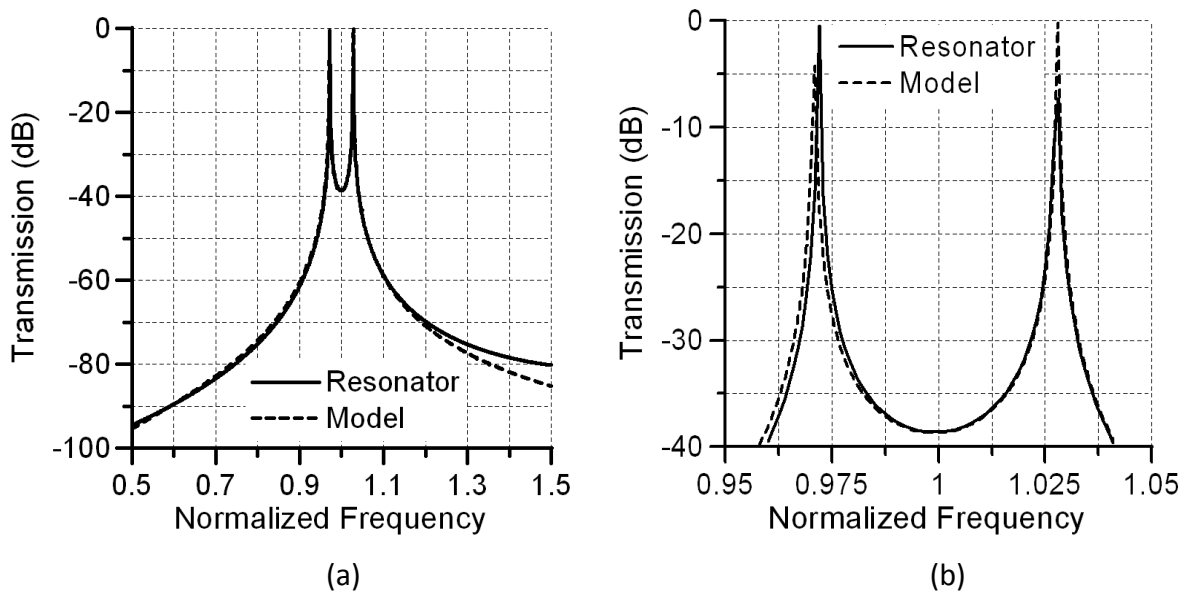 0
-20
-40
-60
-80
-100
Transmission (dB)
0.5 0.7 0.9 1.1 1.3 1.5
Normalized Frequency
Resonator
Model
(a)
0
-10
-20
-30
-40
Transmission (dB)
0.95 0.975 1 1.025 1.05
Normalized Frequency
Resonator
Model
(b)